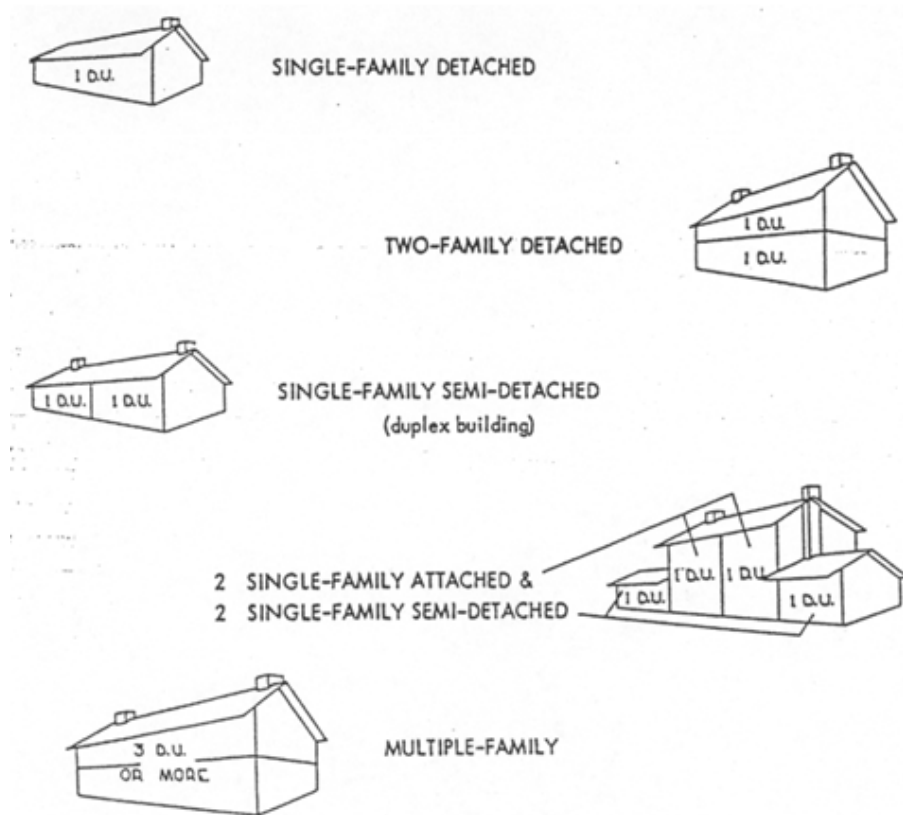 1 D.U.
SINGLE-FAMILY DETACHED
1 D.U.
TWO-FAMILY DETACHED
1 D.U.
1 D.U. 1 D.U.
SINGLE-FAMILY SEMI-DETACHED
(duplex building)
2 SINGLE-FAMILY ATTACHED &
1 D.U. 1 D.U. 1 D.U.
2 SINGLE-FAMILY SEMI-DETACHED
1 D.U.
3 D.U.
OR MORE
MULTIPLE-FAMILY